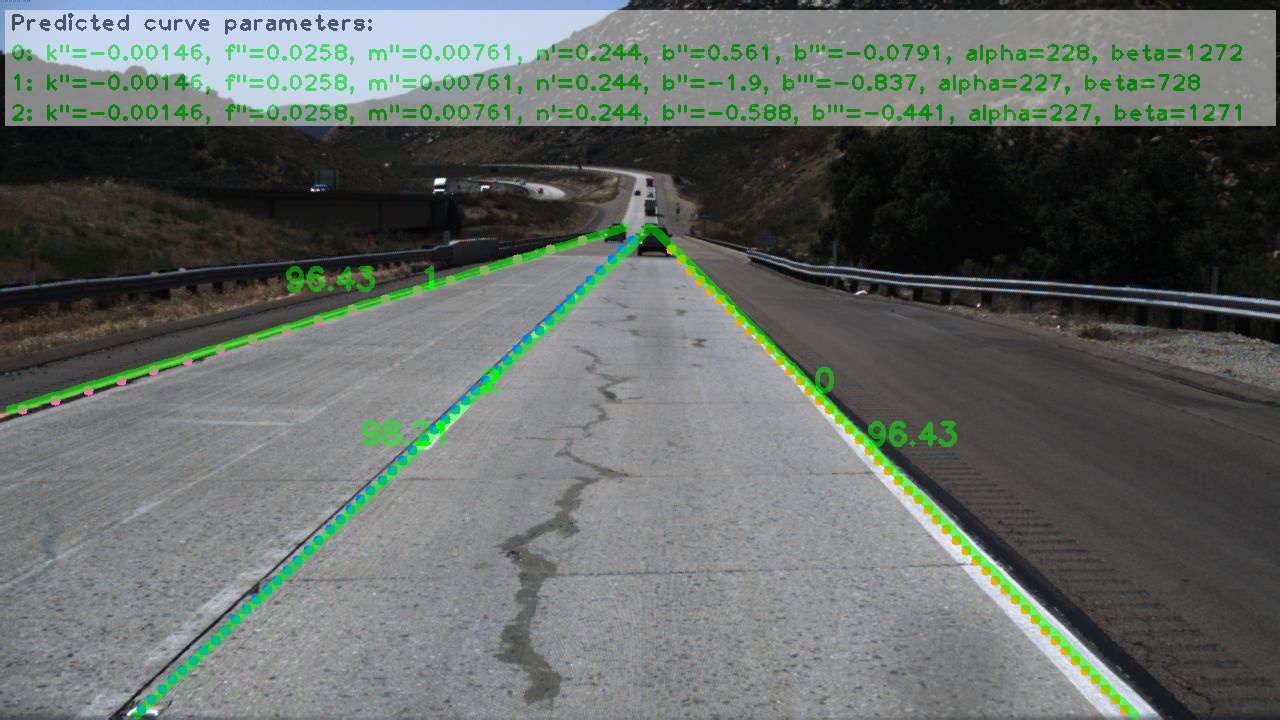 Predicted curve parameters:
0: k''=-0.00146, f''=0.0258, m''=0.00761, n'=0.244, b''=0.561, b'''=-0.0791, alpha=228, beta=1272
1: k''=-0.00146, f''=0.0258, m''=0.00761, n'=0.244, b''=-1.9, b'''=-0.837, alpha=227, beta=728
2: k''=-0.00146, f''=0.0258, m''=0.00761, n'=0.244, b''=-0.588, b'''=-0.441, alpha=227, beta=1271
96.43 1
2 0
96.43